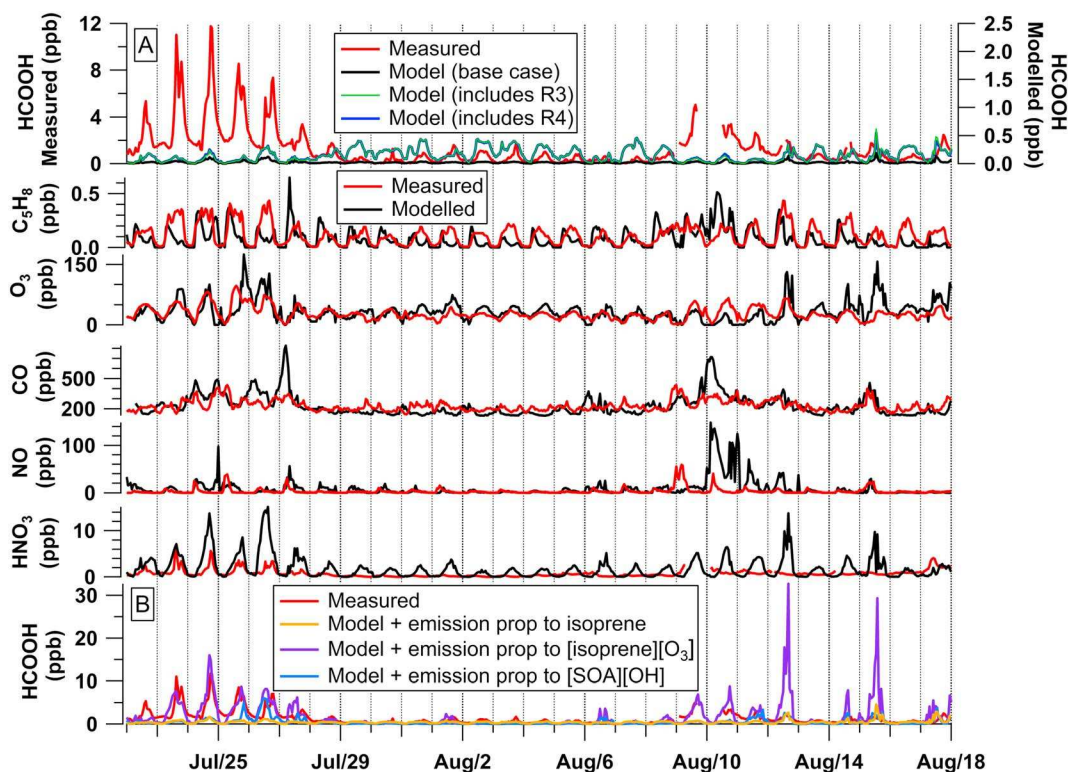 A
12
8
4
0
HCOOH
Measured (ppb)
2.5
2.0
1.5
1.0
0.5
0.0
HCOOH
Modelled (ppb)
Measured
Model (base case)
Model (includes R3)
Model (includes R4)
C5H8
(ppb)
0.5
0.0
Measured
Modelled
O3
(ppb)
150
0
CO
(ppb)
500
200
NO
(ppb)
100
0
HNO3
(ppb)
10
0
B
HCOOH
(ppb)
30
20
10
0
Measured
Model + emission prop to isoprene
Model + emission prop to [isoprene][O3]
Model + emission prop to [SOA][OH]
Jul/25 Jul/29 Aug/2 Aug/6 Aug/10 Aug/14 Aug/18